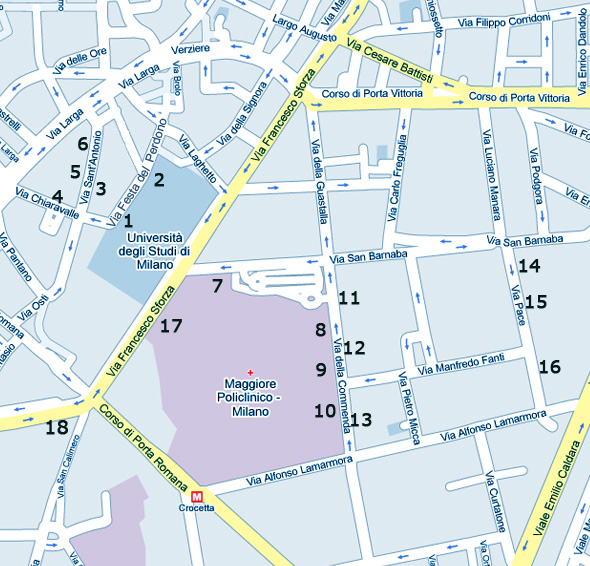 Largo Augusto
Via Filippo Corridoni
Via Enrico Dandolo
Verziere
Via delle Ore
Via Larga
Via Cesare Battisti
Via Francesco Sforza
Corso di Porta Vittoria
Corso di Porta Vittoria
Via della Signora
Via Larga
Via Laghetto
Via Festa del Perdono
Via Sant'Antonio
Via della Guastalla
Via Carlo Freguglia
Via Luciano Manara
Via Podgora
6
5
4
3
2
1
Via Chiaravalle
Università
degli Studi di
Milano
Via San Barnaba
Via San Barnaba
Via Pantano
Via Osti
7
8
9
10
11
12
13
14
15
16
17
18
Via Pace
Via Francesco Sforza
Maggiore
Policlinico -
Milano
Via della Commenda
Via Manfredo Fanti
Via Pietro Micca
Via Alfonso Lamarmora
Via Alfonso Lamarmora
Corso di Porta Romana
Via San Calimero
M
Crocetta
Via Curtatone
Viale Emilio Caldara